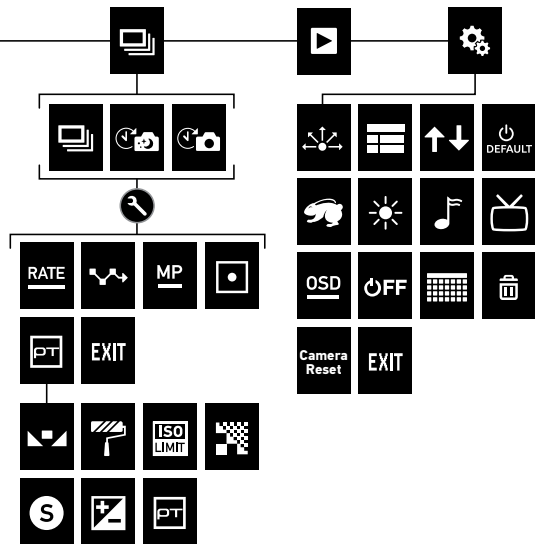 DEFAULT
RATE
MP
OSD
OFF
PT
EXIT
Camera
Reset
EXIT
ISO
LIMIT
S
PT